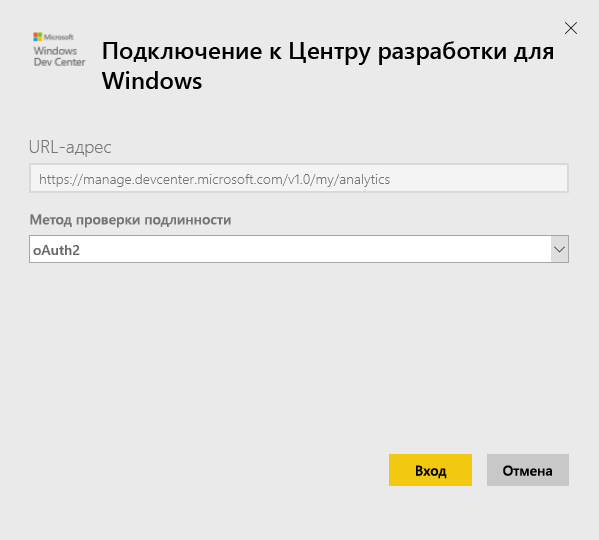 Microsoft
Windows
Dev Center
Подключение к Центру разработки для
Windows
URL-адрес
https://manage.devcenter.microsoft.com/v1.0/my/analytics
Метод проверки подлинности
oAuth2
Вход
Отмена